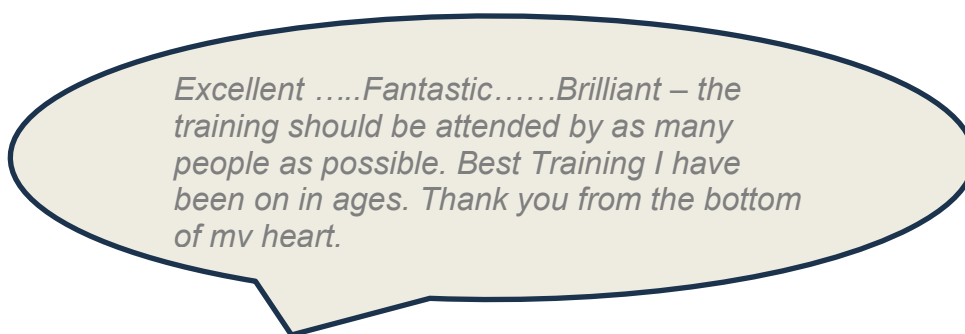 Excellent …..Fantastic……Brilliant – the
training should be attended by as many
people as possible. Best Training I have
been on in ages. Thank you from the bottom
of my heart.